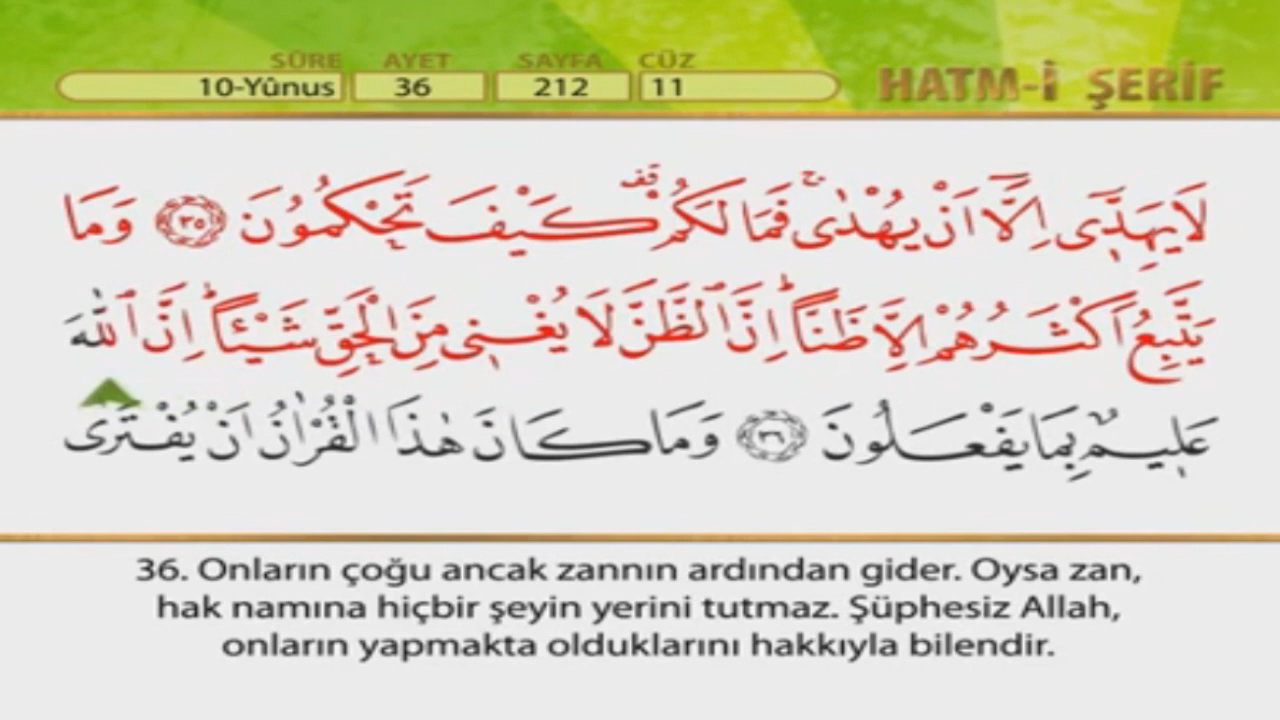 SÛRE AYET SAYFA CÜZ
10-Yûnus 36 212 11
HATM-İ ŞERİF
لَا يَهِدّٖٓى اِلَّٓا اَنْ يُهْدٰىۚ فَمَا لَكُمْࣞ كَيْفَ تَحْكُمُونَ ﴿٣٥﴾ وَمَا
يَتَّبِعُ اَكْثَرُهُمْ اِلَّا ظَنًّاۜ اِنَّ الظَّنَّ لَا يُغْنٖى مِنَ الْحَقِّ شَيْـًٔاۜ اِنَّ اللّٰهَ
عَلٖيمٌ بِمَا يَفْعَلُونَ ﴿٣٦﴾ وَمَا كَانَ هٰذَا الْقُرْاٰنُ اَنْ يُفْتَرٰى
36. Onların çoğu ancak zannın ardından gider. Oysa zan,
hak namına hiçbir şeyin yerini tutmaz. Şüphesiz Allah,
onların yapmakta olduklarını hakkıyla bilendir.